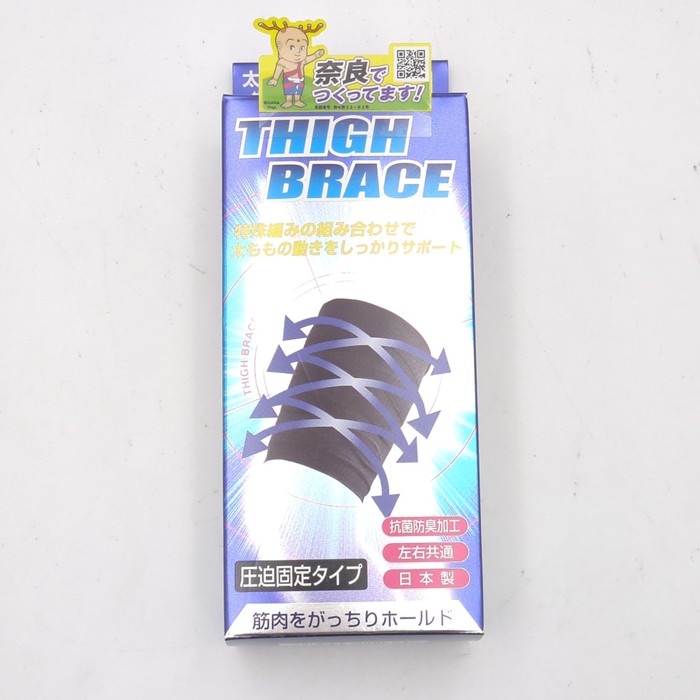 奈良で
つくってます!
太
THIGH
BRACE
特殊編みの組み合わせで
太ももの動きをしっかりサポート
THIGH BRACE
抗菌防臭加工
左右共通
日本製
圧迫固定タイプ
筋肉をがっちりホールド